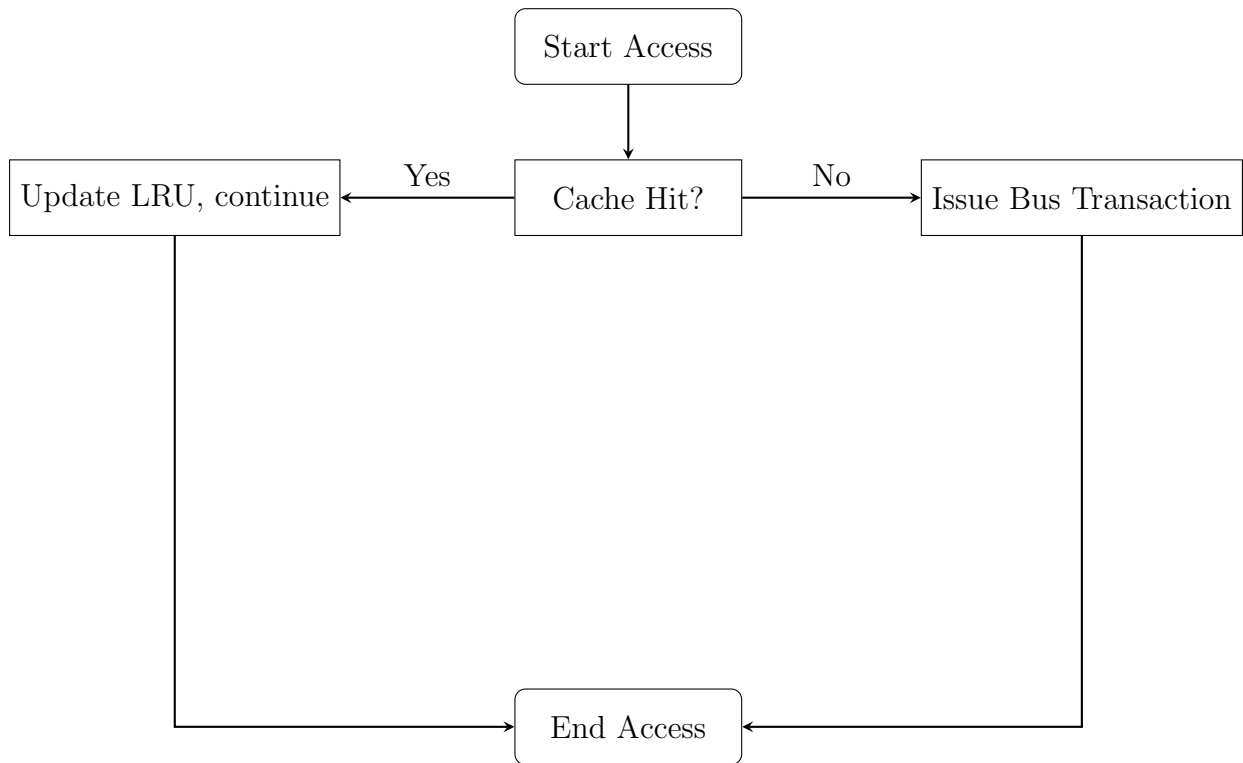 Start Access
Update LRU, continue
Yes
Cache Hit?
No
Issue Bus Transaction
End Access